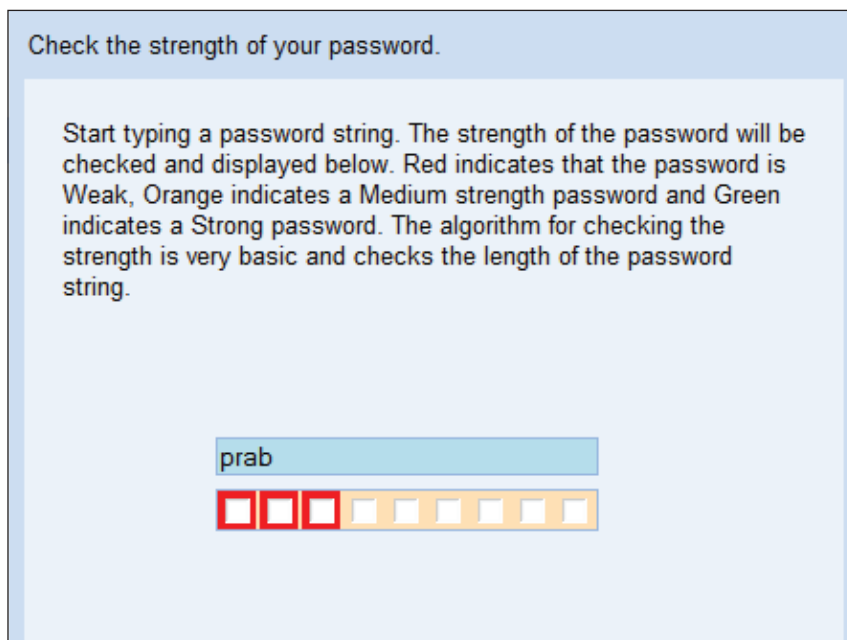 Check the strength of your password.
Start typing a password string. The strength of the password will be
checked and displayed below. Red indicates that the password is
Weak, Orange indicates a Medium strength password and Green
indicates a Strong password. The algorithm for checking the
strength is very basic and checks the length of the password
string.
prab